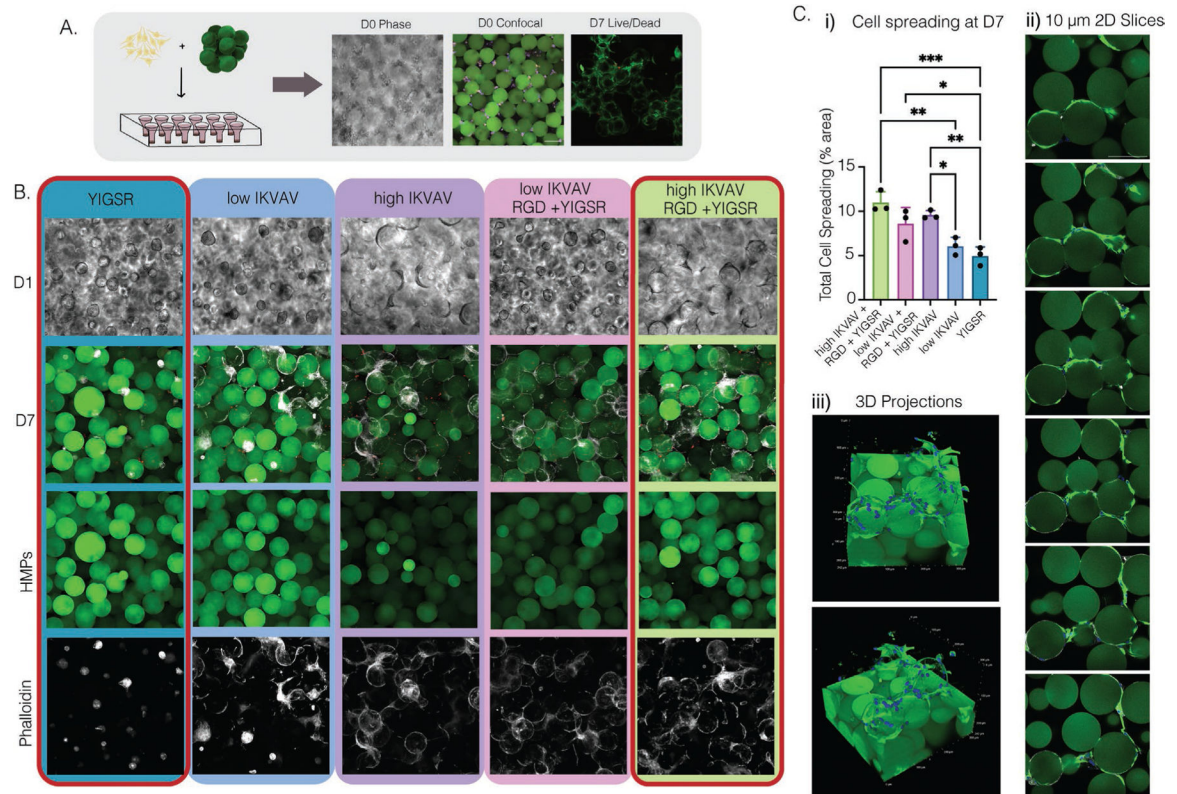 A.
+
D0 Phase
D0 Confocal
D7 Live/Dead
B.
YIGSR
low IKVAV
high IKVAV
low IKVAV
RGD +YIGSR
high IKVAV
RGD +YIGSR
D1
D7
HMPs
Phalloidin
C.
i) Cell spreading at D7
***
*
**
**
*
Total Cell Spreading (% area)
15
10
5
0
high IKVAV +
RGD + YIGSR
low IKVAV +
RGD + YIGSR
high IKVAV
low IKVAV
YIGSR
ii) 10 µm 2D Slices
iii) 3D Projections